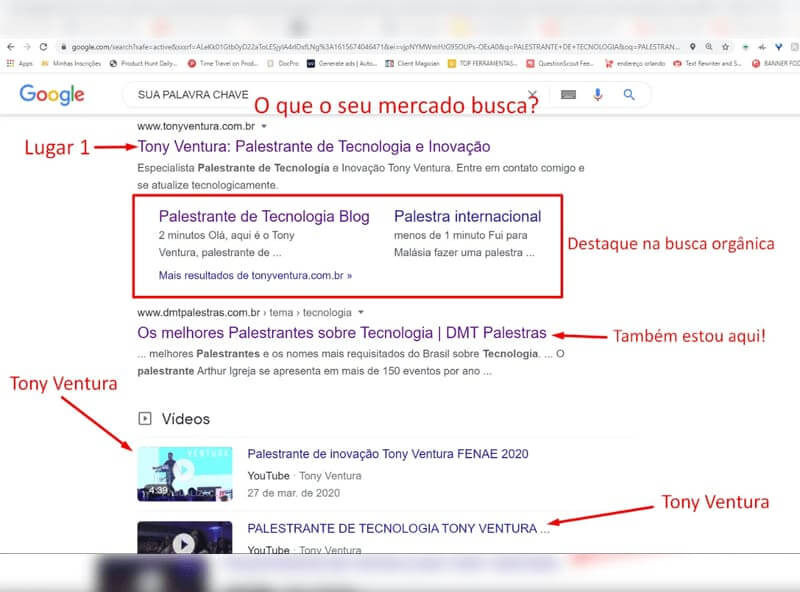 google.com/search?safe=active&sxsrf=
Apps Minhas Inscrições Product Hunt Daily... Time Travel on Prod... DocPro Generate ads | Auto... Client Magician TOP FERRAMENTAS... QuestionScout Fee... endereço orlando Text Rewriter and S... BANNER FOO
Google
SUA PALAVRA CHAVE
O que o seu mercado busca?
www.tonyventura.com.br
Lugar 1
Tony Ventura: Palestrante de Tecnologia e Inovação
Especialista Palestrante de Tecnologia e Inovação Tony Ventura. Entre em contato comigo e
se atualize tecnologicamente.
Palestrante de Tecnologia Blog
2 minutos Olá, aqui é o Tony
Ventura, palestrante de ...
Palestra internacional
menos de 1 minuto Fui para
Malásia fazer uma palestra ...
Mais resultados de tonyventura.com.br »
Destaque na busca orgânica
www.dmtpalestras.com.br › tema › tecnologia
Os melhores Palestrantes sobre Tecnologia | DMT Palestras
Também estou aqui!
... melhores Palestrantes e os nomes mais requisitados do Brasil sobre Tecnologia. ... O
palestrante Arthur Igreja se apresenta em mais de 150 eventos por ano ...
Tony Ventura
Vídeos
Palestrante de inovação Tony Ventura FENAE 2020
YouTube · Tony Ventura
27 de mar. de 2020
4:39
PALESTRANTE DE TECNOLOGIA TONY VENTURA ...
Tony Ventura
YouTube · Tony Ventura